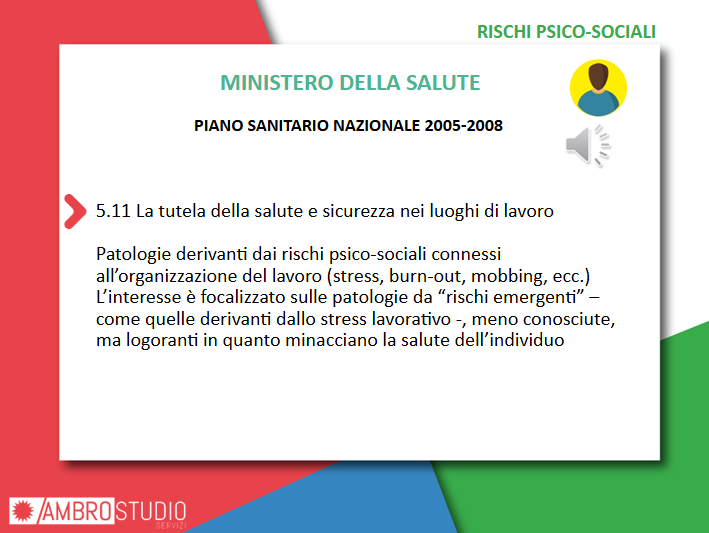 RISCHI PSICO-SOCIALI
MINISTERO DELLA SALUTE
PIANO SANITARIO NAZIONALE 2005-2008
5.11 La tutela della salute e sicurezza nei luoghi di lavoro
Patologie derivanti dai rischi psico-sociali connessi
all’organizzazione del lavoro (stress, burn-out, mobbing, ecc.)
L’interesse è focalizzato sulle patologie da “rischi emergenti” –
come quelle derivanti dallo stress lavorativo -, meno conosciute,
ma logoranti in quanto minacciano la salute dell’individuo
AMBROSTUDIO
SERVIZI